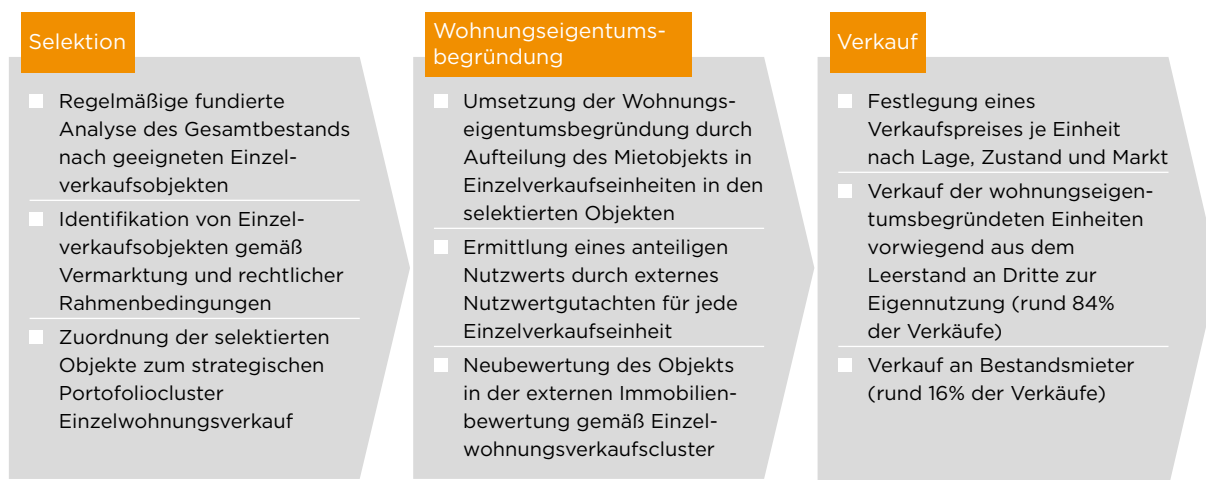 Selektion
Regelmäßige fundierte
Analyse des Gesamtbestands
nach geeigneten Einzel-
verkaufsobjekten
Identifikation von Einzel-
verkaufsobjekten gemäß
Vermarktung und rechtlicher
Rahmenbedingungen
Zuordnung der selektierten
Objekte zum strategischen
Portofoliocluster
Einzelwohnungsverkauf
Wohnungseigentums-
begründung
Umsetzung der Wohnungs-
eigentumsbegründung durch
Aufteilung des Mietobjekts in
Einzelverkaufseinheiten in den
selektierten Objekten
Ermittlung eines anteiligen
Nutzwerts durch externes
Nutzwertgutachten für jede
Einzelverkaufseinheit
Neubewertung des Objekts
in der externen Immobilien-
bewertung gemäß Einzel-
wohnungsverkaufscluster
Verkauf
Festlegung eines
Verkaufspreises je Einheit
nach Lage, Zustand und Markt
Verkauf der wohnungseigen-
tumsbegründeten Einheiten
vorwiegend aus dem
Leerstand an Dritte zur
Eigennutzung (rund 84%
der Verkäufe)
Verkauf an Bestandsmieter
(rund 16% der Verkäufe)